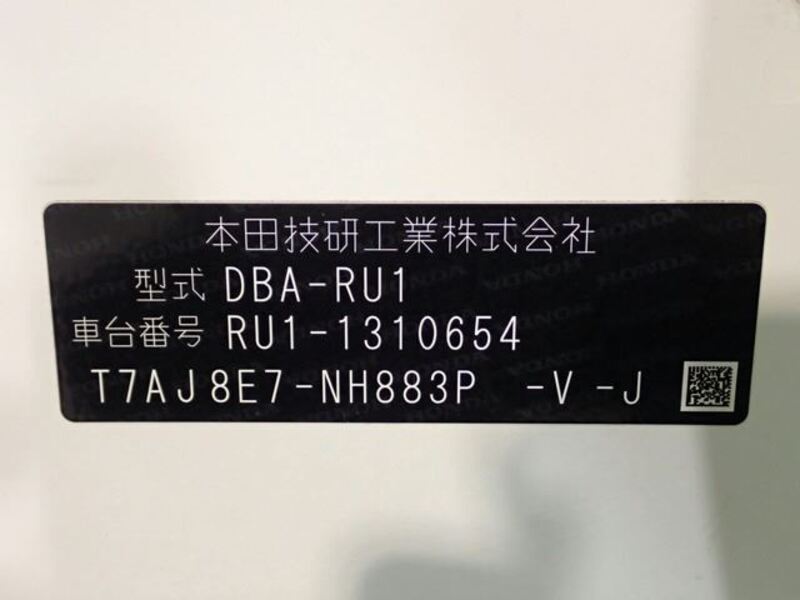 本田技研工業株式会社
型式 DBA-RU1
車台番号 RU1-1310654
T7AJ8E7-NH883P -V -J